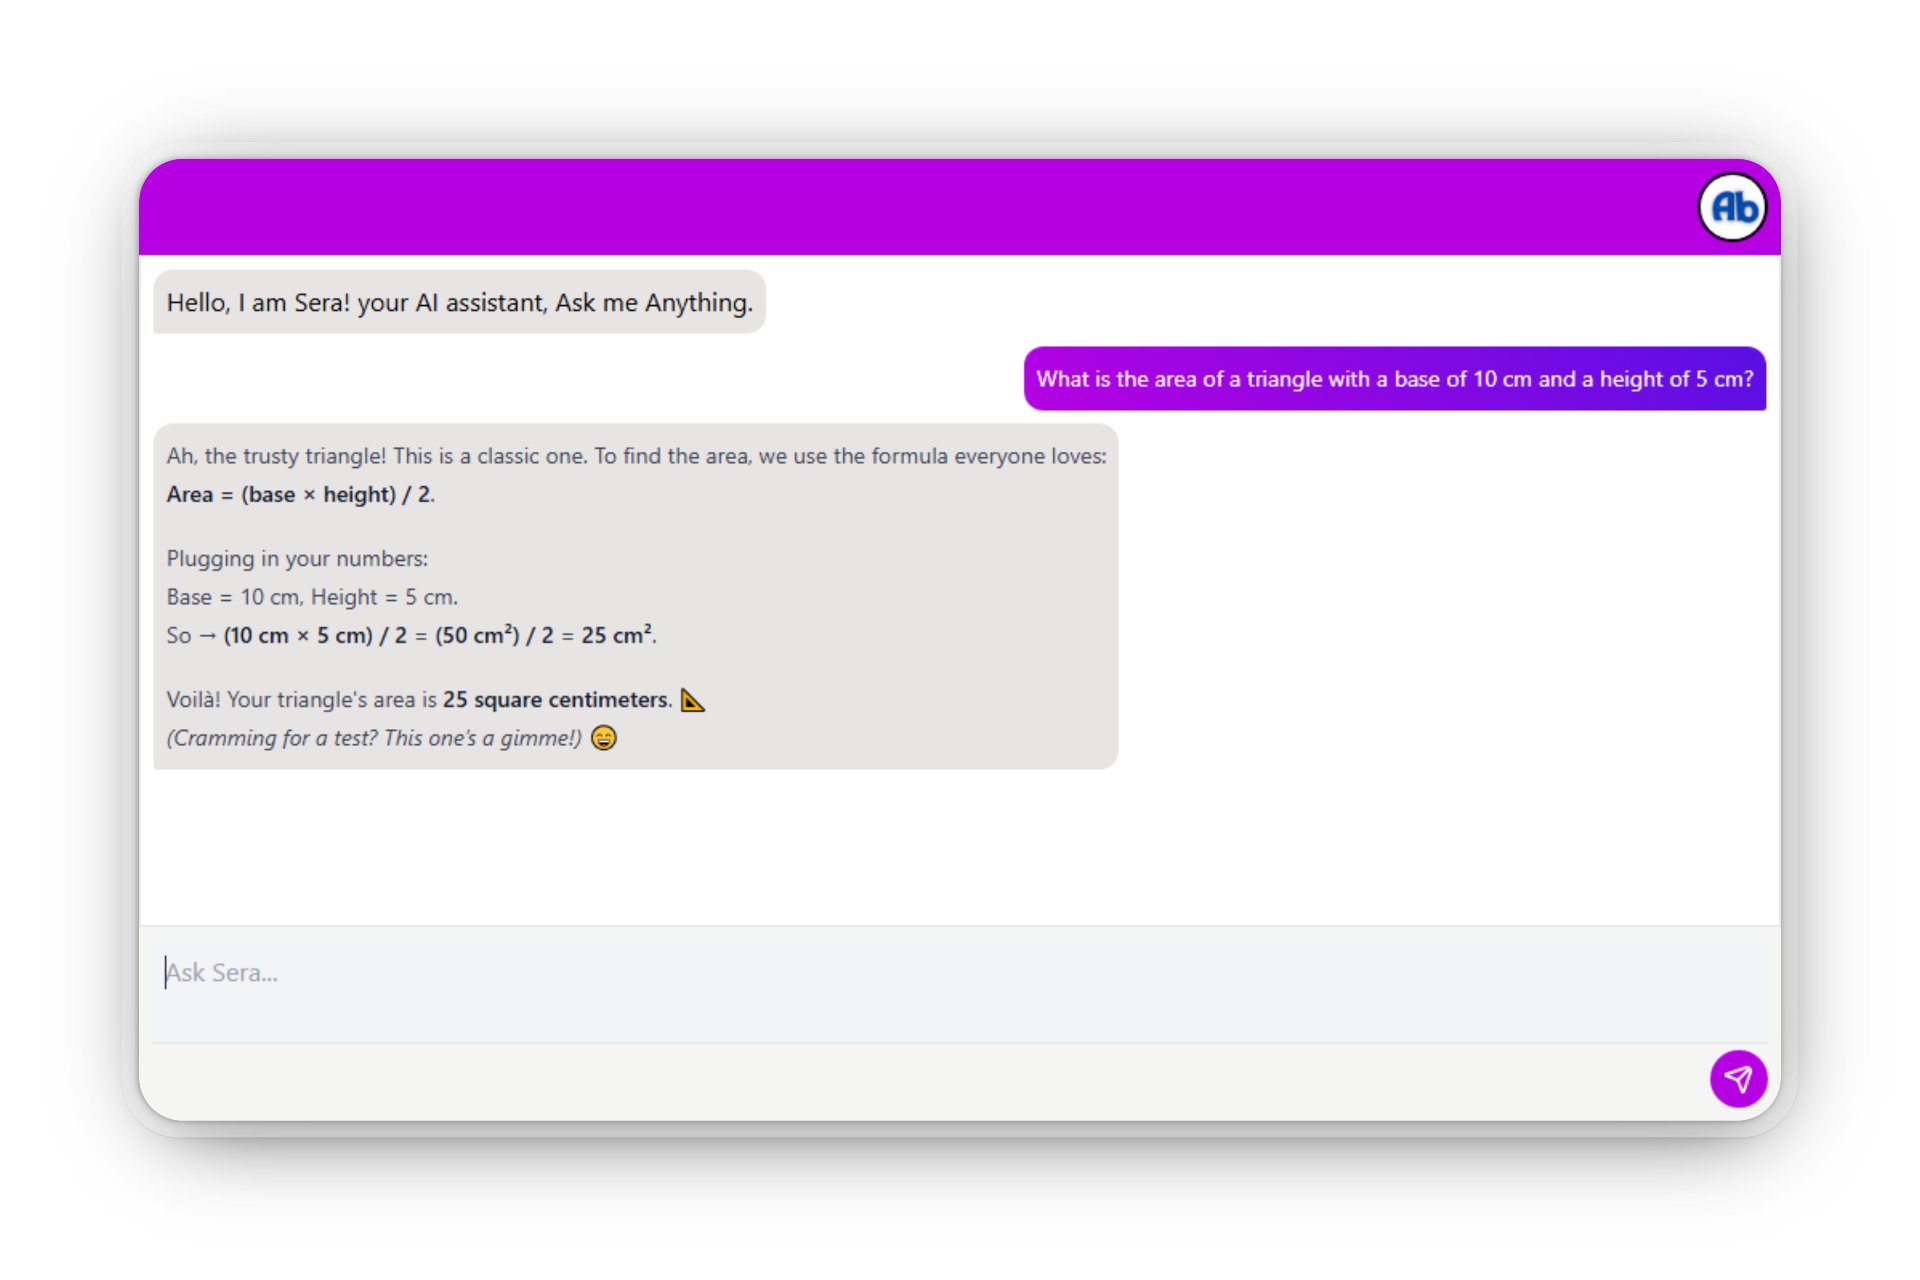 Ab
Hello, I am Sera! your AI assistant, Ask me Anything.
What is the area of a triangle with a base of 10 cm and a height of 5 cm?
Ah, the trusty triangle! This is a classic one. To find the area, we use the formula everyone loves:
Area = (base × height) / 2.
Plugging in your numbers:
Base = 10 cm, Height = 5 cm.
So → (10 cm × 5 cm) / 2 = (50 cm²) / 2 = 25 cm².
Voilà! Your triangle's area is 25 square centimeters. 📐
(Cramming for a test? This one’s a gimme!) 😄
Ask Sera...